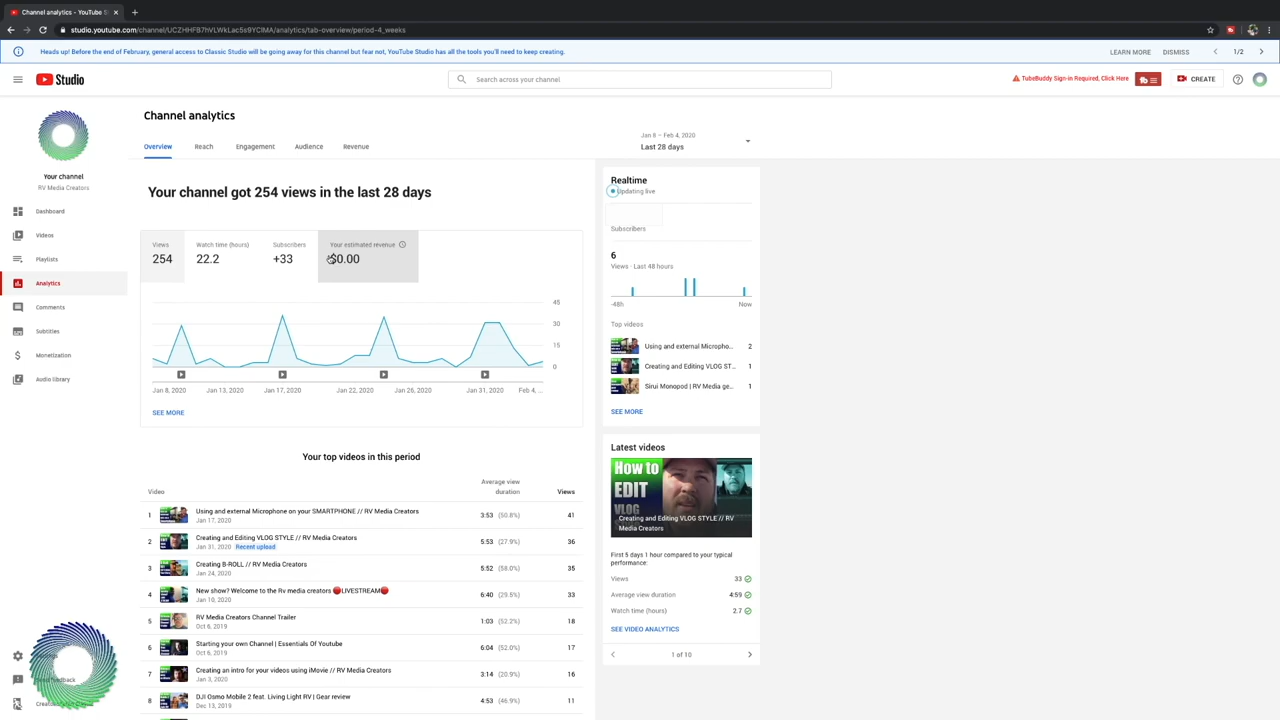 Channel analytics - YouTube S
studio.youtube.com/channel/UCZHHFB7hVLWkLac5s9YClMA/analytics/tab-overview/period-4_weeks
Heads up! Before the end of February, general access to Classic Studio will be going away for this channel but fear not, YouTube Studio has all the tools you'll need to keep creating.
LEARN MORE
DISMISS
1/2
Studio
Search across your channel
TubeBuddy Sign-in Required, Click Here
CREATE
Your channel
RV Media Creators
Dashboard
Videos
Playlists
Analytics
Comments
Subtitles
Monetization
Audio library
Channel analytics
Overview
Reach
Engagement
Audience
Revenue
Jan 8 – Feb 4, 2020
Last 28 days
Your channel got 254 views in the last 28 days
Views
254
Watch time (hours)
22.2
Subscribers
+33
Your estimated revenue
$0.00
45
30
15
0
Jan 8, 2020
Jan 13, 2020
Jan 17, 2020
Jan 22, 2020
Jan 26, 2020
Jan 31, 2020
Feb 4, ...
SEE MORE
Your top videos in this period
Video
Average view
duration
Views
1 Using and external Microphone on your SMARTPHONE // RV Media Creators 3:53 (50.8%) 41
Jan 17, 2020
2 Creating and Editing VLOG STYLE // RV Media Creators 5:53 (27.9%) 36
Jan 31, 2020 Recent upload
3 Creating B-ROLL // RV Media Creators 5:52 (58.0%) 35
Jan 24, 2020
4 New show? Welcome to the Rv media creators 🔴LIVESTREAM🔴 6:40 (29.5%) 33
Jan 10, 2020
5 RV Media Creators Channel Trailer 1:03 (52.2%) 18
Oct 6, 2019
6 Starting your own Channel | Essentials Of Youtube 6:04 (52.0%) 17
Oct 6, 2019
7 Creating an intro for your videos using iMovie // RV Media Creators 3:14 (20.9%) 16
Jan 3, 2020
8 DJI Osmo Mobile 2 feat. Living Light RV | Gear review 4:53 (46.9%) 11
Dec 13, 2019
Realtime
Updating live
Subscribers
6
Views · Last 48 hours
-48h
Now
Top videos
Using and external Micropho... 2
Creating and Editing VLOG ST... 1
Sirui Monopod | RV Media ge... 1
SEE MORE
Latest videos
How to
EDIT
VLOG
Creating and Editing VLOG STYLE // RV
Media Creators
First 5 days 1 hour compared to your typical
performance:
Views 33
Average view duration 4:59
Watch time (hours) 2.7
SEE VIDEO ANALYTICS
1 of 10